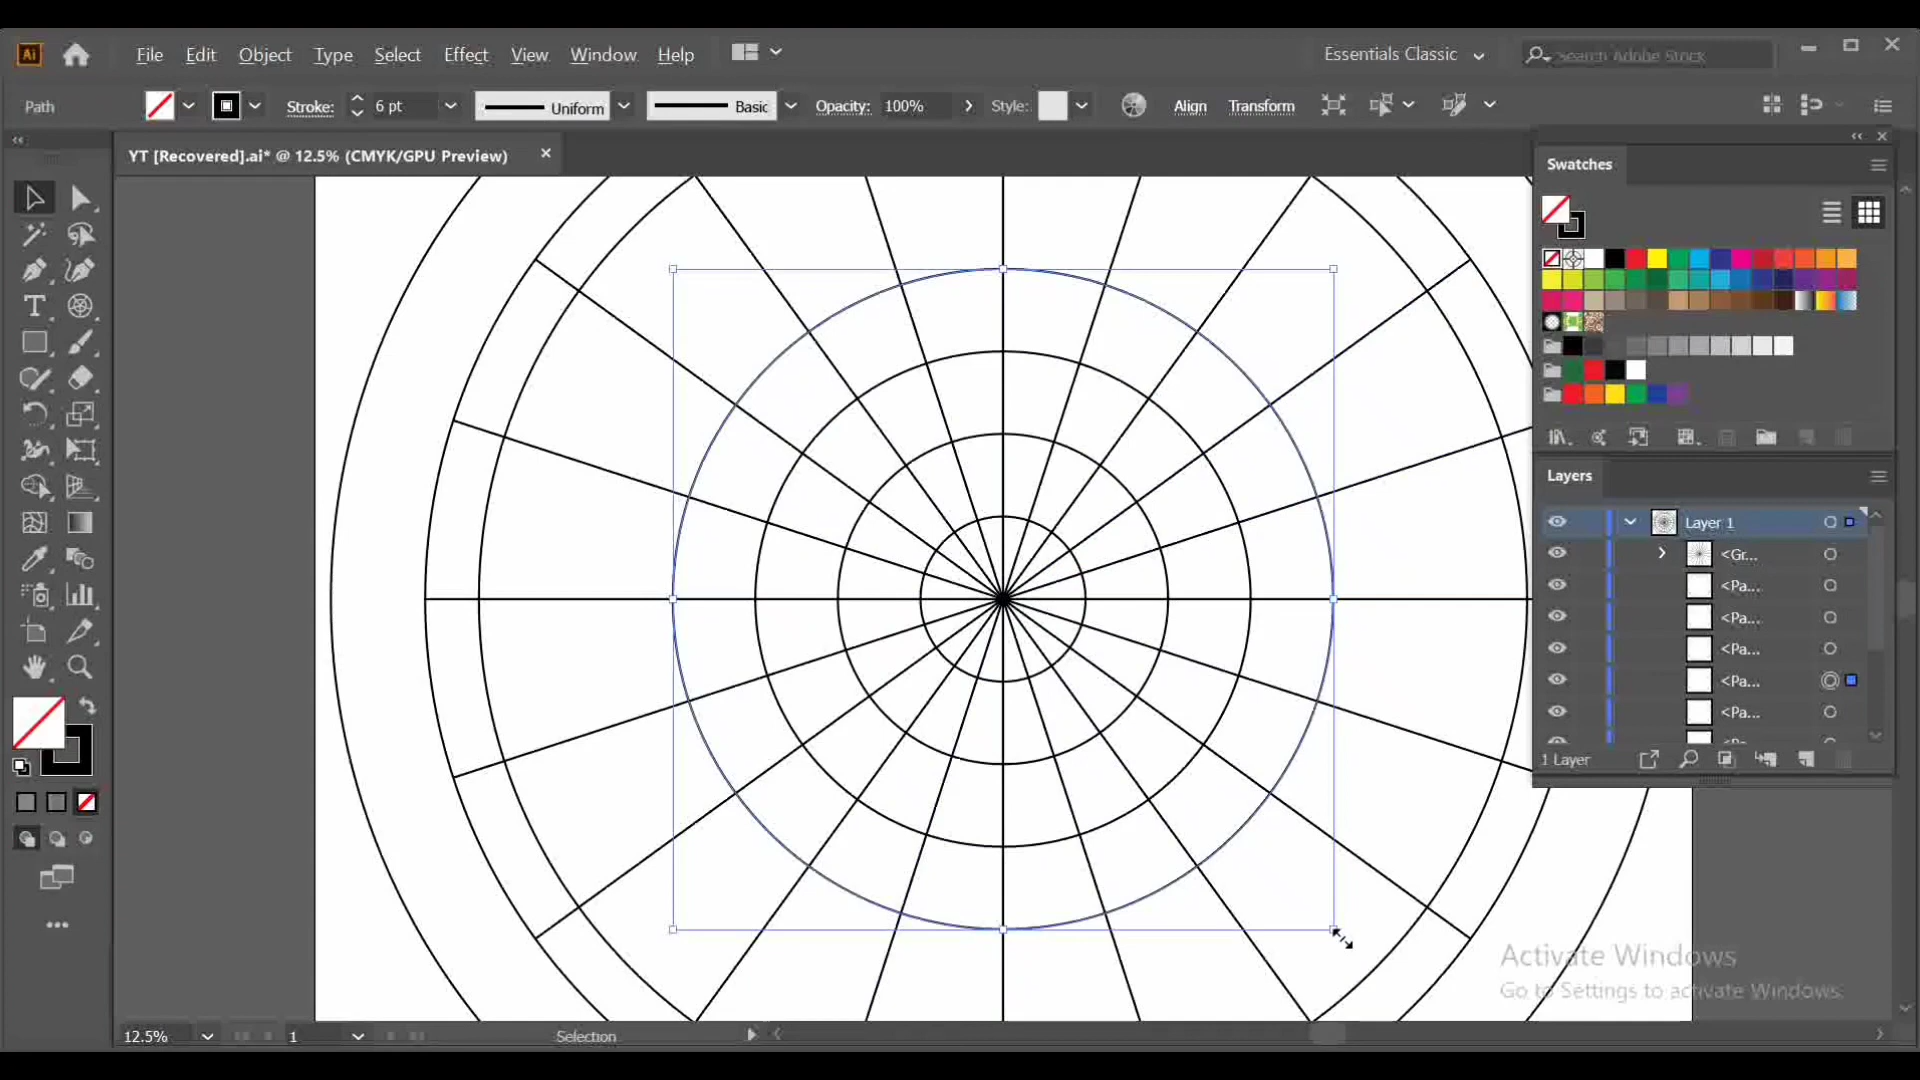 Ai File Edit Object Type Select Effect View Window Help Essentials Classic Search Adobe Stock
Path Stroke: 6 pt Uniform Basic Opacity: 100% Style: Align Transform
YT [Recovered].ai* @ 12.5% (CMYK/GPU Preview)
Swatches
Layers
Layer 1
<Gr...
<Pa...
<Pa...
<Pa...
<Pa...
<Pa...
1 Layer
Activate Windows
Go to Settings to activate Windows.
12.5% 1 Selection